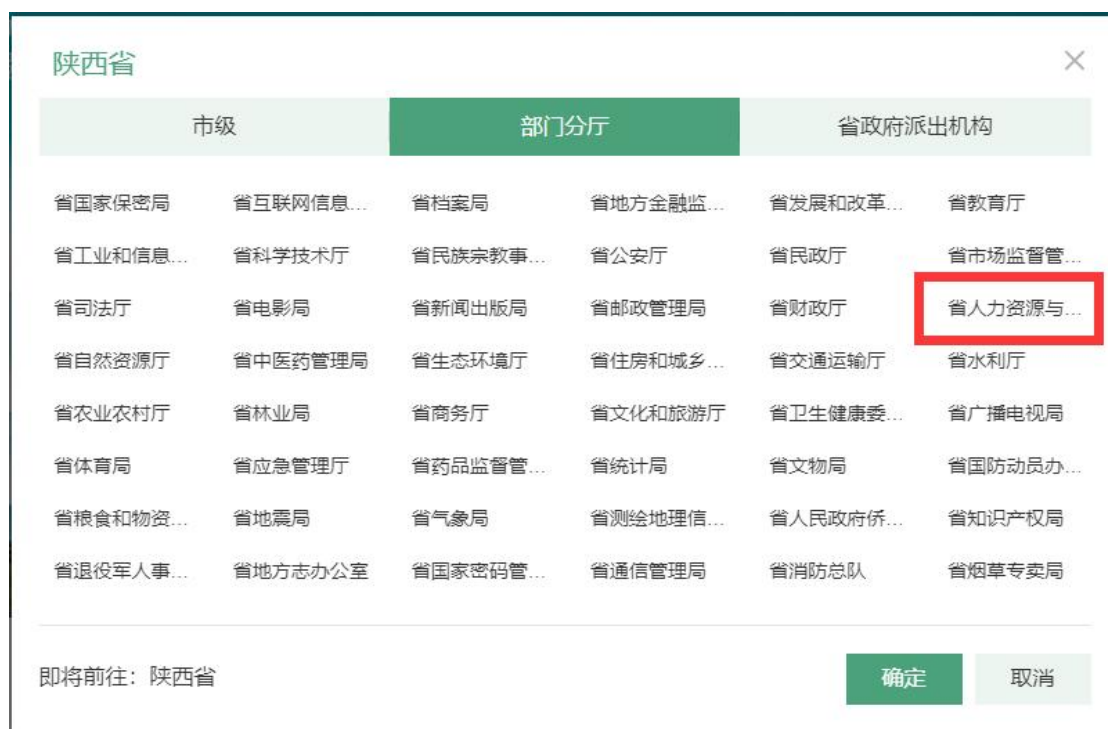 陕西省
市级 部门分厅 省政府派出机构
省国家保密局 省互联网信息... 省档案局 省地方金融监... 省发展和改革... 省教育厅
省工业和信息... 省科学技术厅 省民族宗教事... 省公安厅 省民政厅 省市场监督管...
省司法厅 省电影局 省新闻出版局 省邮政管理局 省财政厅 省人力资源与...
省自然资源厅 省中医药管理局 省生态环境厅 省住房和城乡... 省交通运输厅 省水利厅
省农业农村厅 省林业局 省商务厅 省文化和旅游厅 省卫生健康委... 省广播电视局
省体育局 省应急管理厅 省药品监督管... 省统计局 省文物局 省国防动员办...
省粮食和物资... 省地震局 省气象局 省测绘地理信... 省人民政府侨... 省知识产权局
省退役军人事... 省地方志办公室 省国家密码管... 省通信管理局 省消防总队 省烟草专卖局
即将前往：陕西省 确定 取消